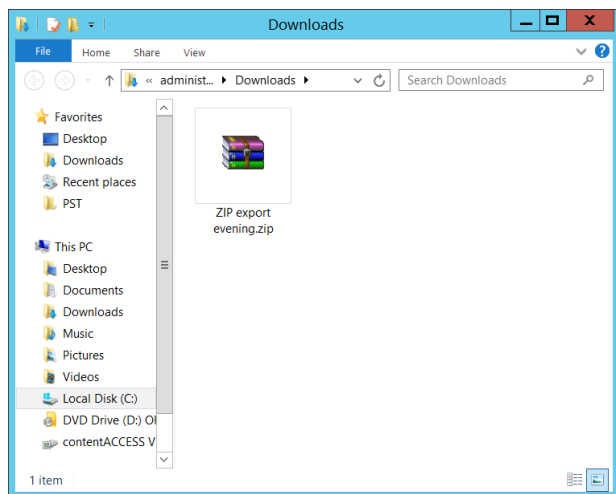 Downloads
File Home Share View
« administ... Downloads
Search Downloads
Favorites
Desktop
Downloads
Recent places
PST
This PC
Desktop
Documents
Downloads
Music
Pictures
Videos
Local Disk (C:)
DVD Drive (D:) Of
contentACCESS V
ZIP export
evening.zip
1 item